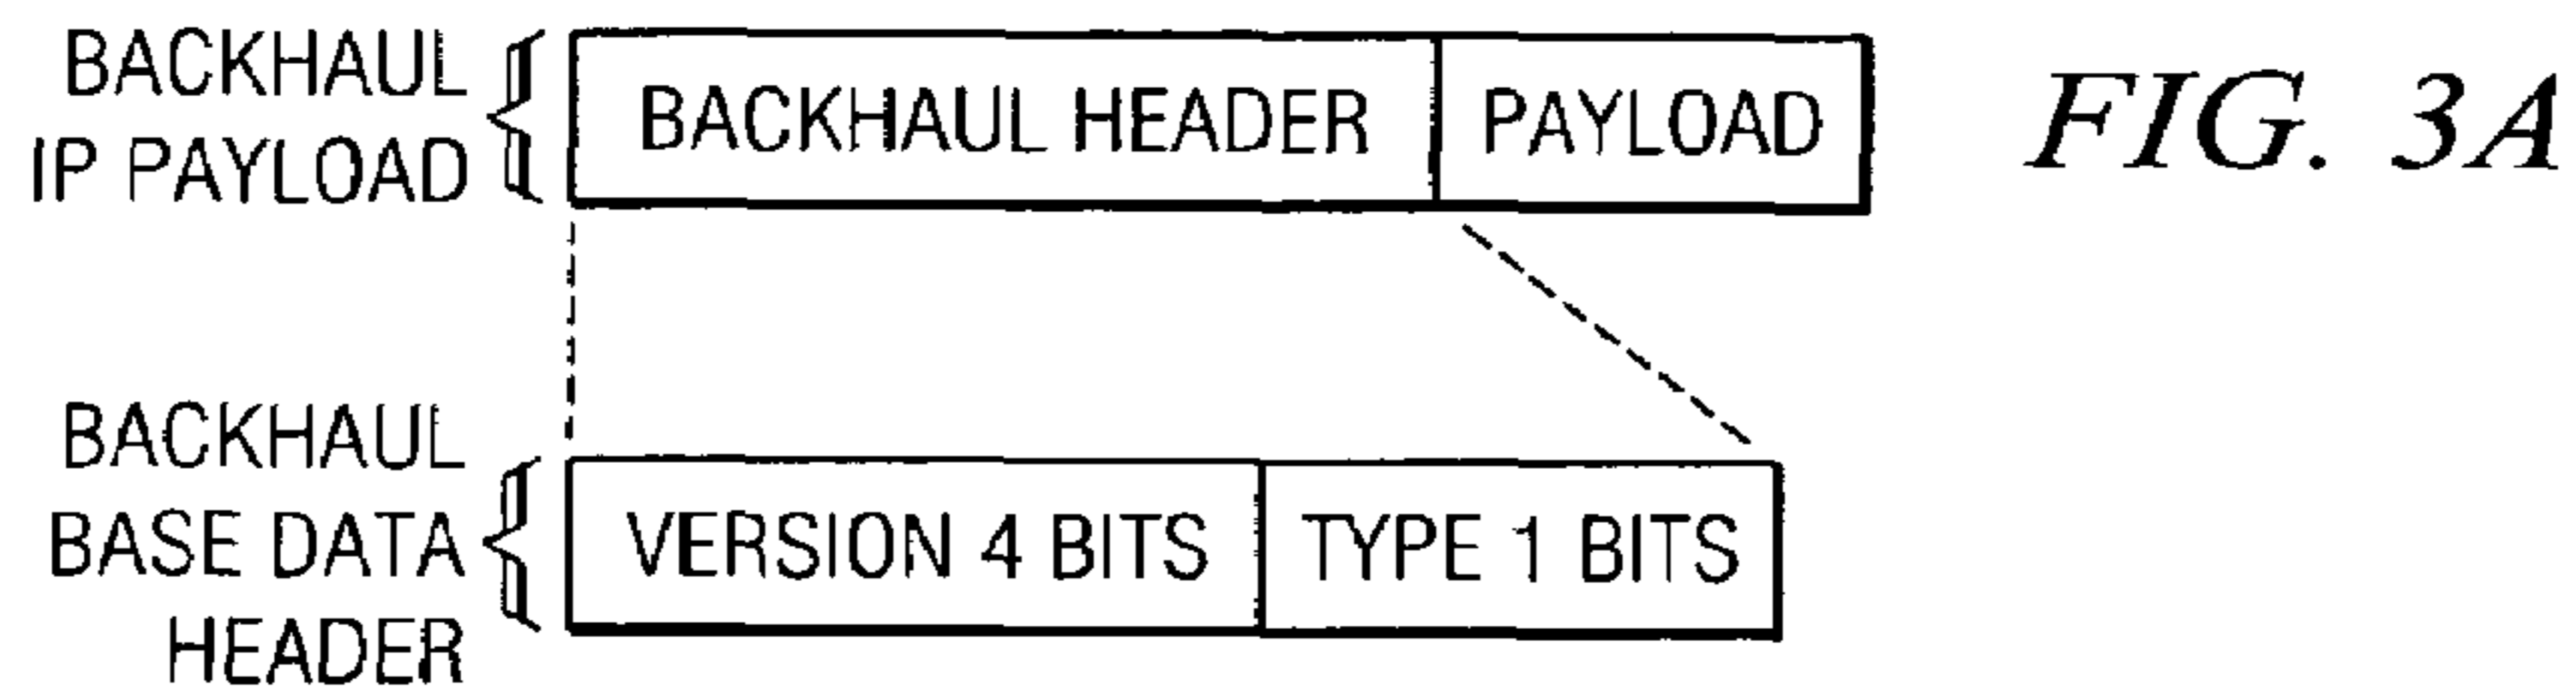 BACKHAUL
IP PAYLOAD
BACKHAUL HEADER
PAYLOAD
FIG. 3A
BACKHAUL
BASE DATA
HEADER
VERSION 4 BITS
TYPE 1 BITS